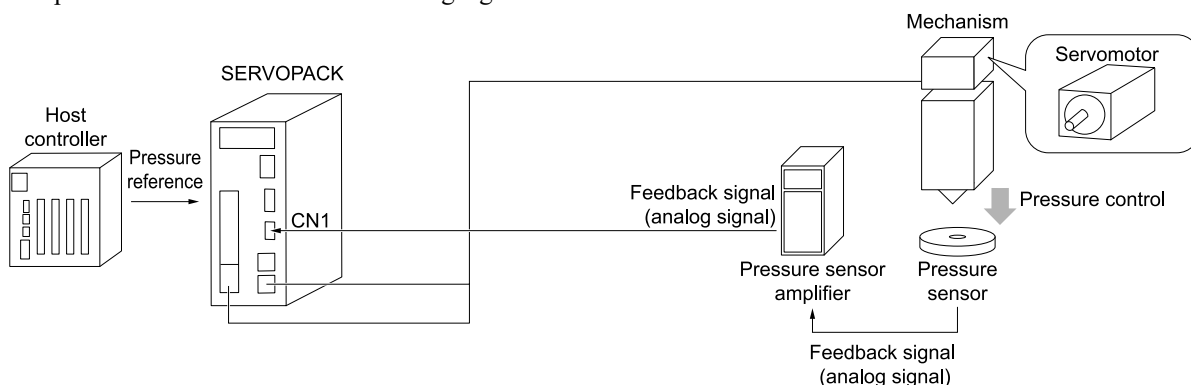 Mechanism
Servomotor
SERVOPACK
Host
controller
Pressure
reference
Feedback signal
(analog signal)
CN1
Pressure control
Pressure sensor
amplifier
Pressure
sensor
Feedback signal
(analog signal)